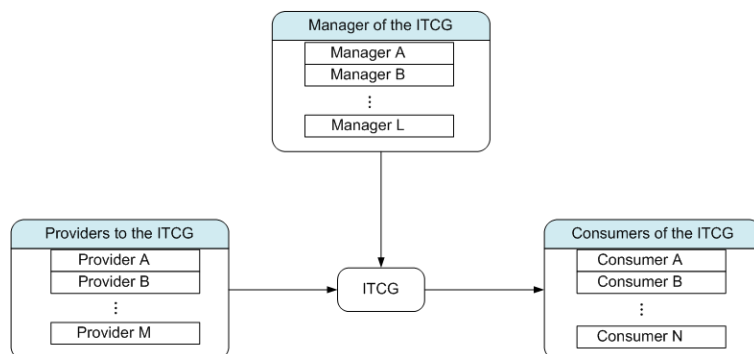 Manager of the ITCG
Manager A
Manager B
⋮
Manager L
Providers to the ITCG
Provider A
Provider B
⋮
Provider M
ITCG
Consumers of the ITCG
Consumer A
Consumer B
⋮
Consumer N